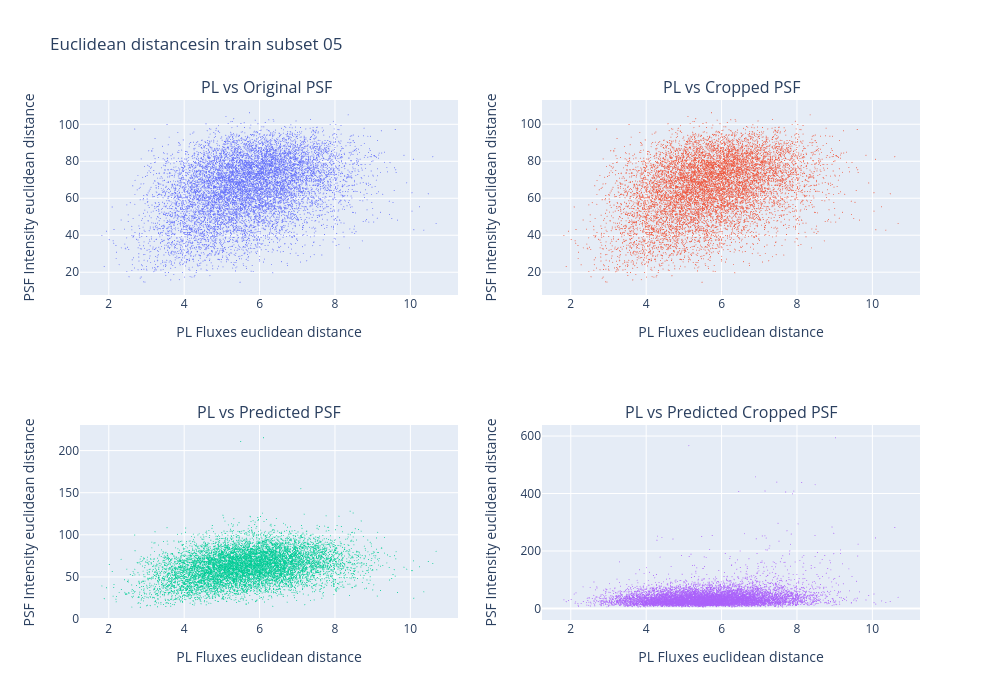 Euclidean distancesin train subset 05
PL vs Original PSF
PSF Intensity euclidean distance
100
80
60
40
20
2 4 6 8 10
PL Fluxes euclidean distance
PL vs Cropped PSF
PSF Intensity euclidean distance
100
80
60
40
20
2 4 6 8 10
PL Fluxes euclidean distance
PL vs Predicted PSF
PSF Intensity euclidean distance
200
150
100
50
0
2 4 6 8 10
PL Fluxes euclidean distance
PL vs Predicted Cropped PSF
PSF Intensity euclidean distance
600
400
200
0
2 4 6 8 10
PL Fluxes euclidean distance